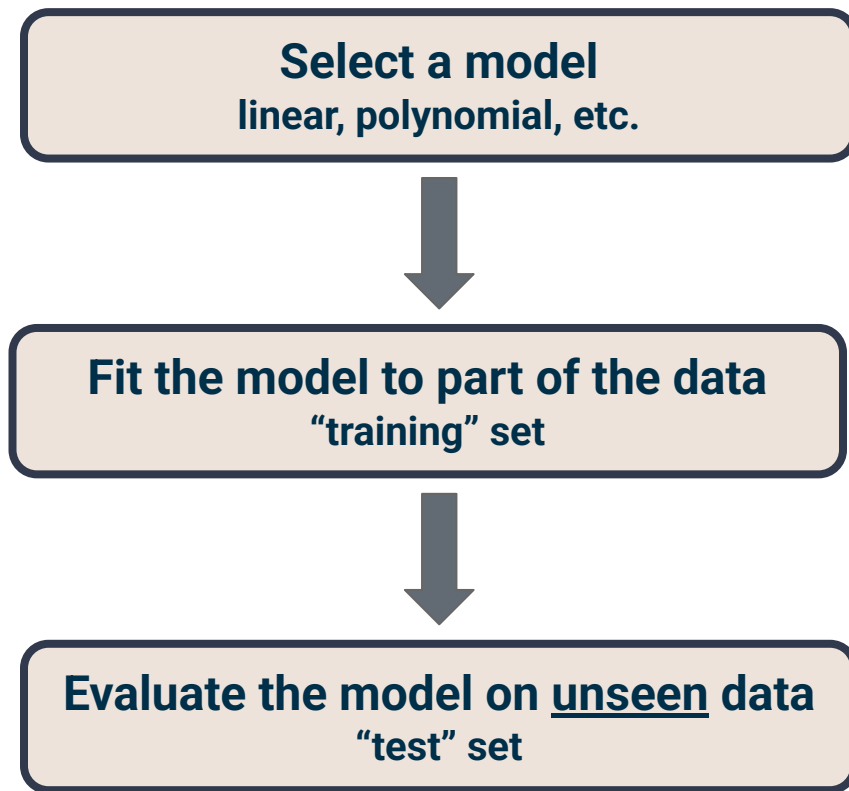 Select a model
linear, polynomial, etc.
Fit the model to part of the data
“training” set
Evaluate the model on unseen data
“test” set